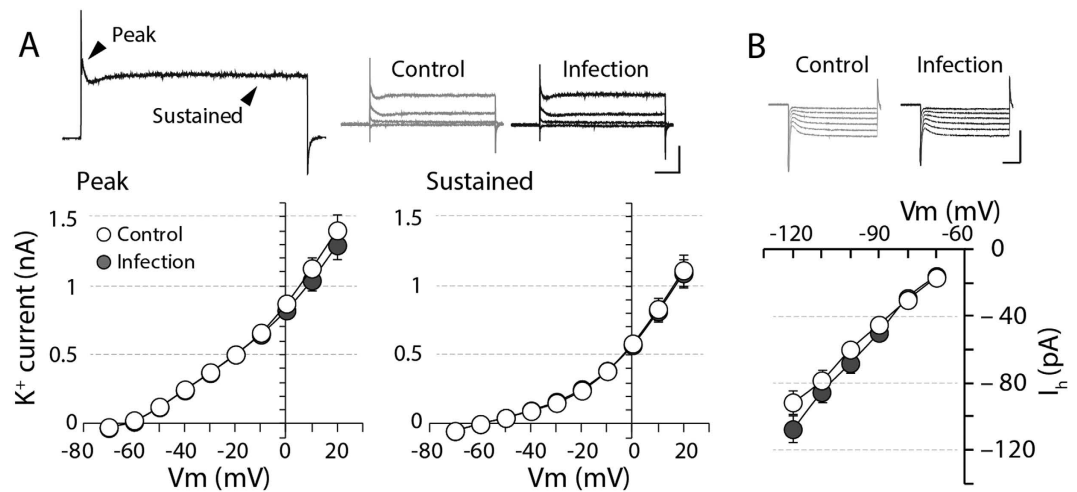 A
Peak
Sustained
Control
Infection
B
Control
Infection
Peak
K+ current (nA)
1.5
1
0.5
0
Control
Infection
-80 -60 -40 -20 0 20
Vm (mV)
Sustained
1.5
1
0.5
0
-80 -60 -40 -20 0 20
Vm (mV)
Vm (mV)
-120 -90 -60
0
-40
-80
-120
Ih (pA)